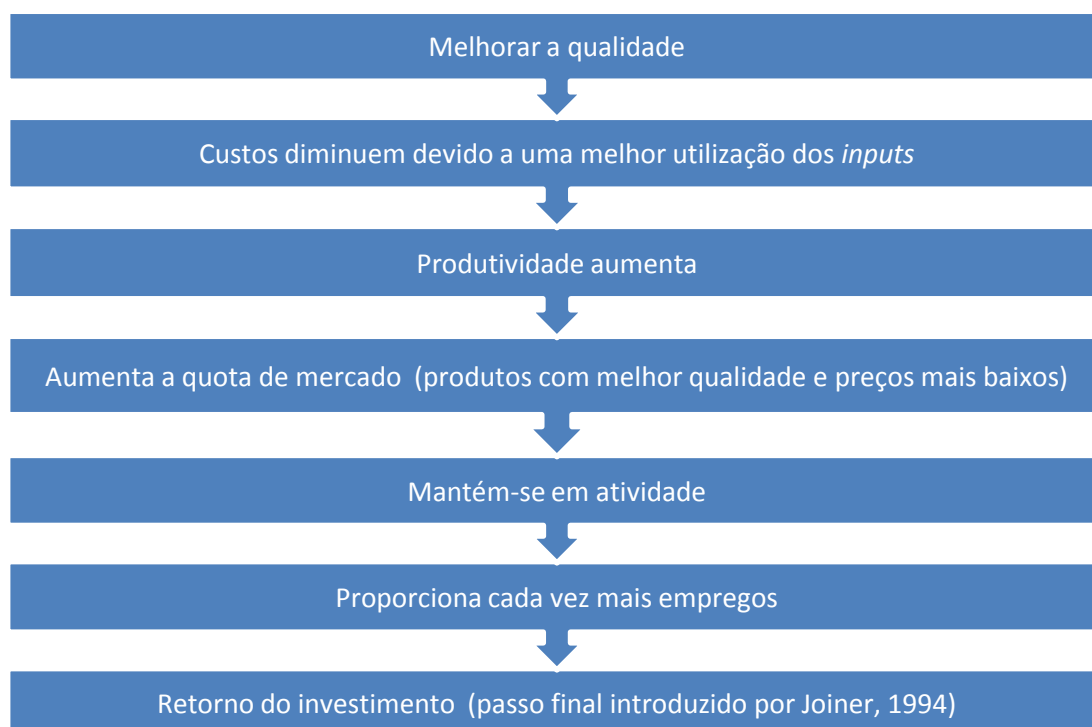 Melhorar a qualidade
Custos diminuem devido a uma melhor utilização dos inputs
Produtividade aumenta
Aumenta a quota de mercado (produtos com melhor qualidade e preços mais baixos)
Mantém-se em atividade
Proporciona cada vez mais empregos
Retorno do investimento (passo final introduzido por Joiner, 1994)